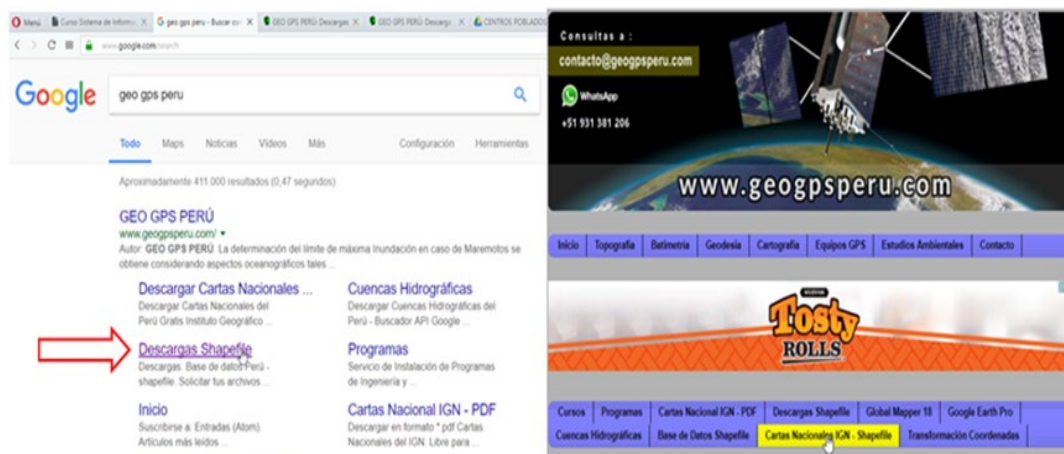 Menú
Curso Sistema de Informa
geo gps peru - Buscar con
GEO GPS PERÚ: Descargas
GEO GPS PERÚ: Descarga
CENTROS POBLADOS
www.google.com/search
Google
geo gps peru
Todo Maps Noticias Vídeos Más Configuración Herramientas
Aproximadamente 411.000 resultados (0,47 segundos)
GEO GPS PERÚ
www.geogpsperu.com/
Autor: GEO GPS PERÚ. La determinación del límite de máxima Inundación en caso de Maremotos se
obtiene considerando aspectos oceanográficos tales ...
Descargar Cartas Nacionales ...
Descargar Cartas Nacionales del
Perú Gratis Instituto Geográfico ...
Cuencas Hidrográficas
Descargar Cuencas Hidrográficas del
Perú - Buscador API Google ...
Descargas Shapefile
Descargas. Base de datos Perú -
shapefile. Solicitar tus archivos ...
Programas
Servicio de Instalación de Programas
de Ingeniería y ...
Inicio
Suscribirse a: Entradas (Atom)
Artículos más leídos ...
Cartas Nacional IGN - PDF
Descargar en formato *.pdf Cartas
Nacionales del IGN. Libre para ...
Consultas a :
contacto@geogpsperu.com
WhatsApp
+51 931 381 206
www.geogpsperu.com
Inicio Topografía Batimetría Geodesia Cartografía Equipos GPS Estudios Ambientales Contacto
Tosty
ROLLS
Cursos Programas Cartas Nacional IGN - PDF Descargas Shapefile Global Mapper 18 Google Earth Pro
Cuencas Hidrográficas Base de Datos Shapefile Cartas Nacionales IGN - Shapefile Transformación Coordenadas